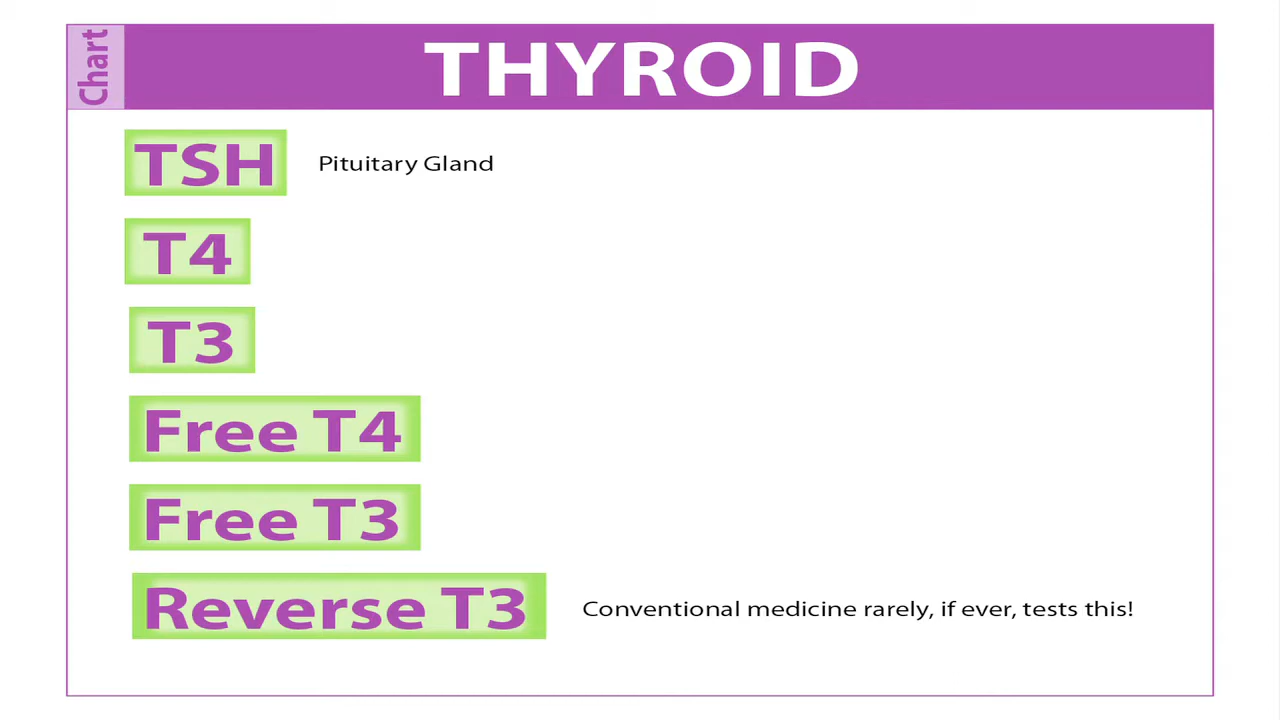 Chart
THYROID
TSH
Pituitary Gland
T4
T3
Free T4
Free T3
Reverse T3
Conventional medicine rarely, if ever, tests this!